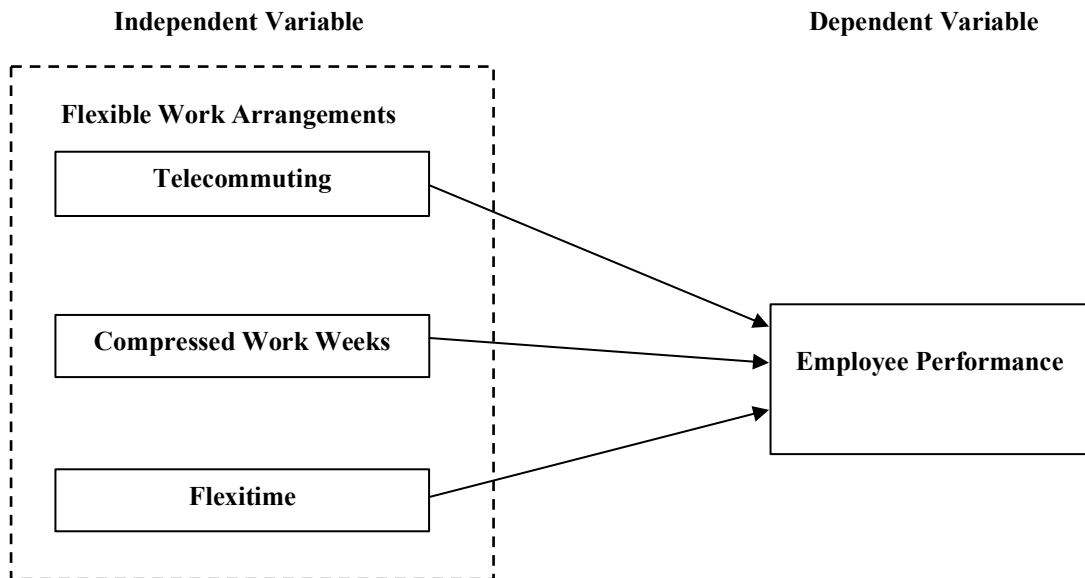 Independent Variable
Dependent Variable
Flexible Work Arrangements
Telecommuting
Compressed Work Weeks
Employee Performance
Flexitime